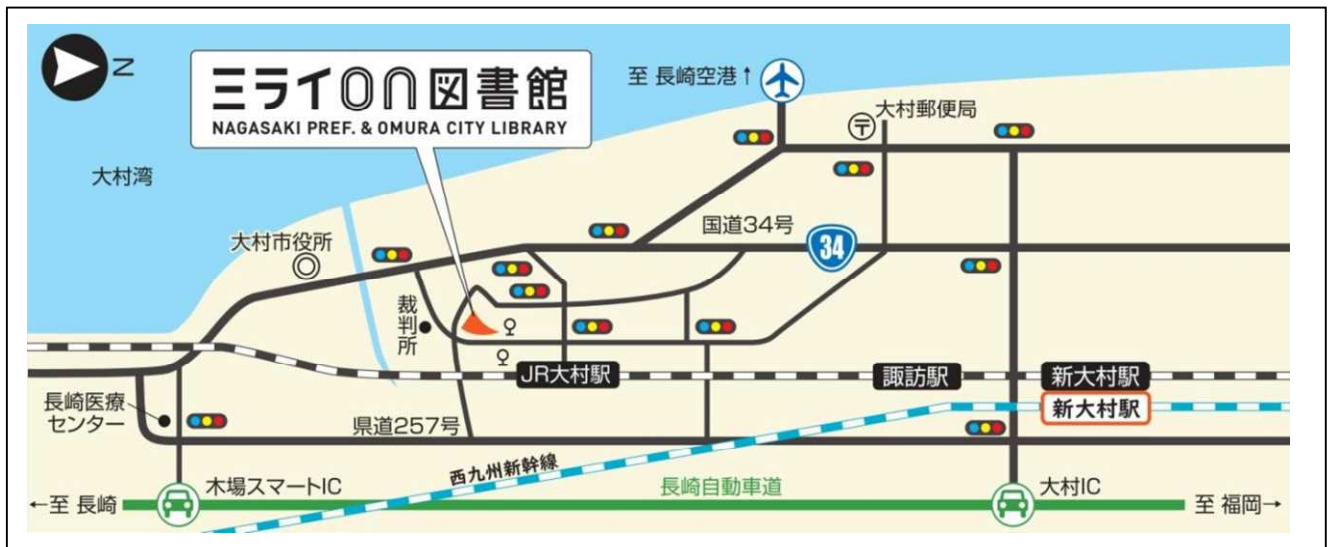 N
ミライon図書館
NAGASAKI PREF. & OMURA CITY LIBRARY
至 長崎空港↑
大村郵便局
大村湾
国道34号
34
大村市役所
裁判所
JR大村駅
諏訪駅
新大村駅
新大村駅
長崎医療
センター
県道257号
西九州新幹線
木場スマートIC
長崎自動車道
大村IC
←至 長崎
至 福岡→